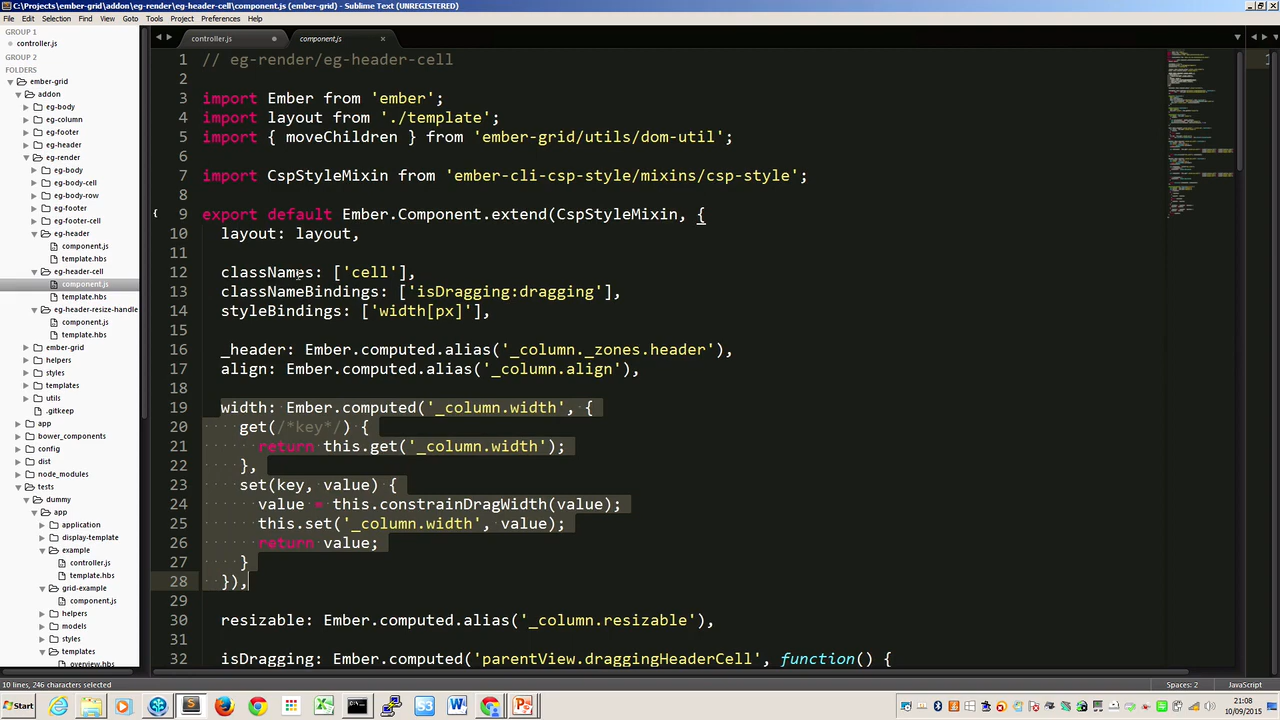 C:\Projects\ember-grid\addon\eg-render\eg-header-cell\component.js (ember-grid) - Sublime Text (UNREGISTERED)
File Edit Selection Find View Goto Tools Project Preferences Help
GROUP 1
controller.js
GROUP 2
FOLDERS
ember-grid
addon
eg-body
eg-column
eg-footer
eg-header
eg-render
eg-body
eg-body-cell
eg-body-row
eg-footer
eg-footer-cell
eg-header
component.js
template.hbs
eg-header-cell
component.js
template.hbs
eg-header-resize-handle
component.js
template.hbs
ember-grid
helpers
styles
templates
utils
.gitkeep
app
bower_components
config
dist
node_modules
tests
dummy
app
application
display-template
example
controller.js
template.hbs
grid-example
component.js
helpers
models
styles
templates
overview.hbs
controller.js component.js
1 // eg-render/eg-header-cell
2
3 import Ember from 'ember';
4 import layout from './template';
5 import { moveChildren } from 'ember-grid/utils/dom-util';
6
7 import CspStyleMixin from 'ember-cli-csp-style/mixins/csp-style';
8
9 export default Ember.Component.extend(CspStyleMixin, {
10 layout: layout,
11
12 classNames: ['cell'],
13 classNameBindings: ['isDragging:dragging'],
14 styleBindings: ['width[px]'],
15
16 _header: Ember.computed.alias('_column._zones.header'),
17 align: Ember.computed.alias('_column.align'),
18
19 width: Ember.computed('_column.width', {
20 get(/*key*/) {
21 return this.get('_column.width');
22 },
23 set(key, value) {
24 value = this.constrainDragWidth(value);
25 this.set('_column.width', value);
26 return value;
27 }
28 }),
29
30 resizable: Ember.computed.alias('_column.resizable'),
31
32 isDragging: Ember.computed('parentView.draggingHeaderCell', function() {
1
10 lines, 246 characters selected Spaces: 2 JavaScript
Start
21:08
10/09/2015